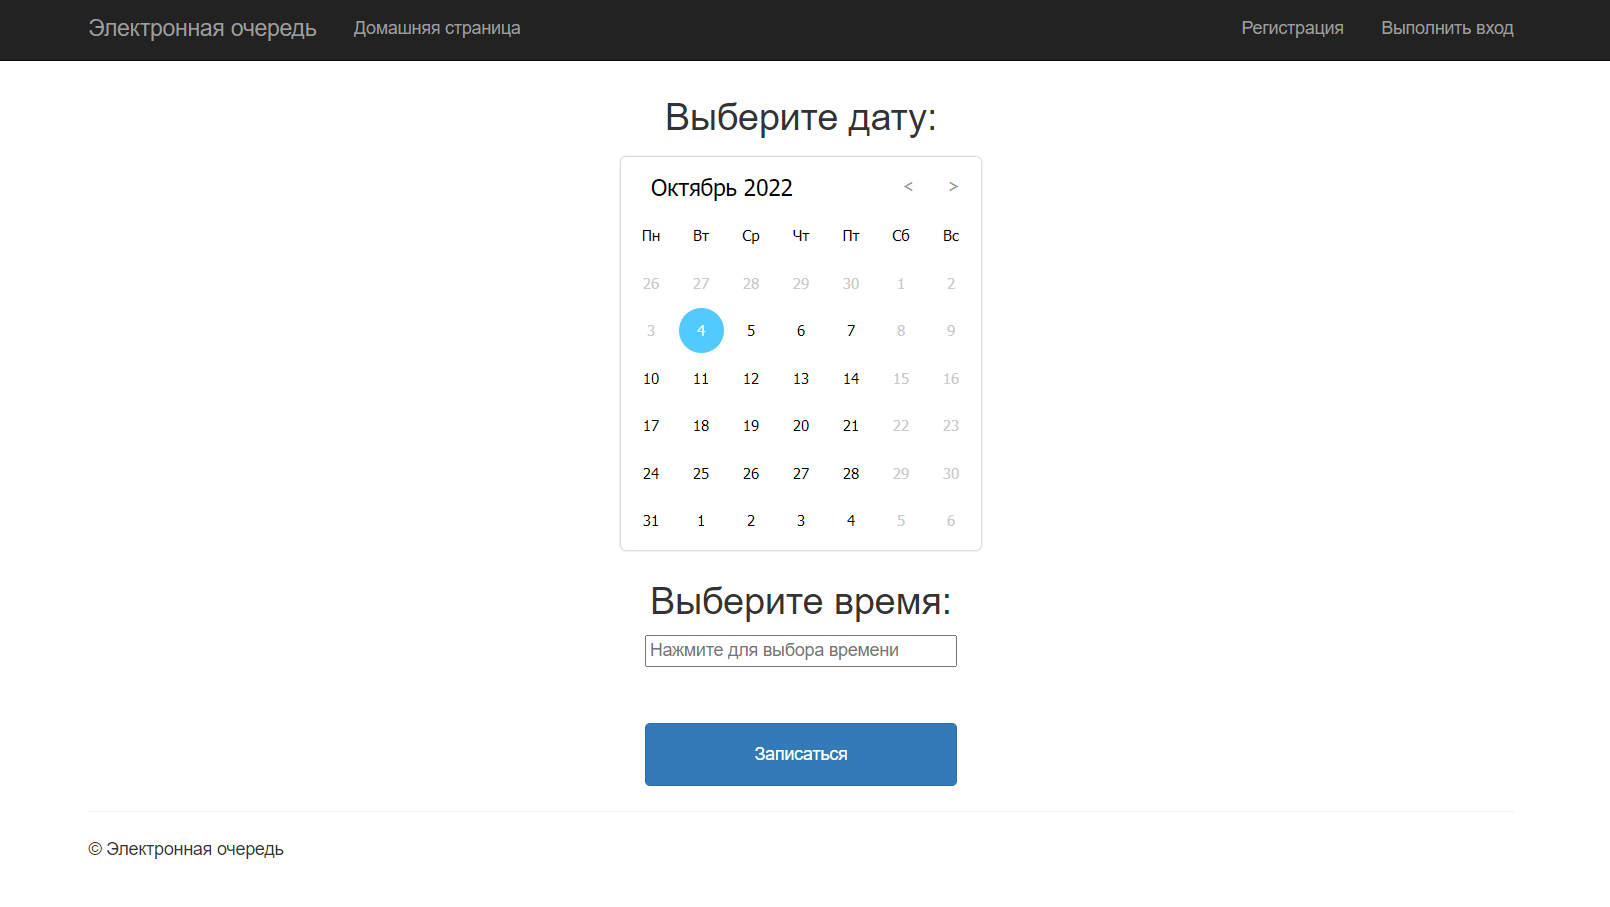 Электронная очередь Домашняя страница Регистрация Выполнить вход
Выберите дату:
Октябрь 2022 < >
Пн Вт Ср Чт Пт Сб Вс
26 27 28 29 30 1 2
3 4 5 6 7 8 9
10 11 12 13 14 15 16
17 18 19 20 21 22 23
24 25 26 27 28 29 30
31 1 2 3 4 5 6
Выберите время:
Нажмите для выбора времени
Записаться
© Электронная очередь